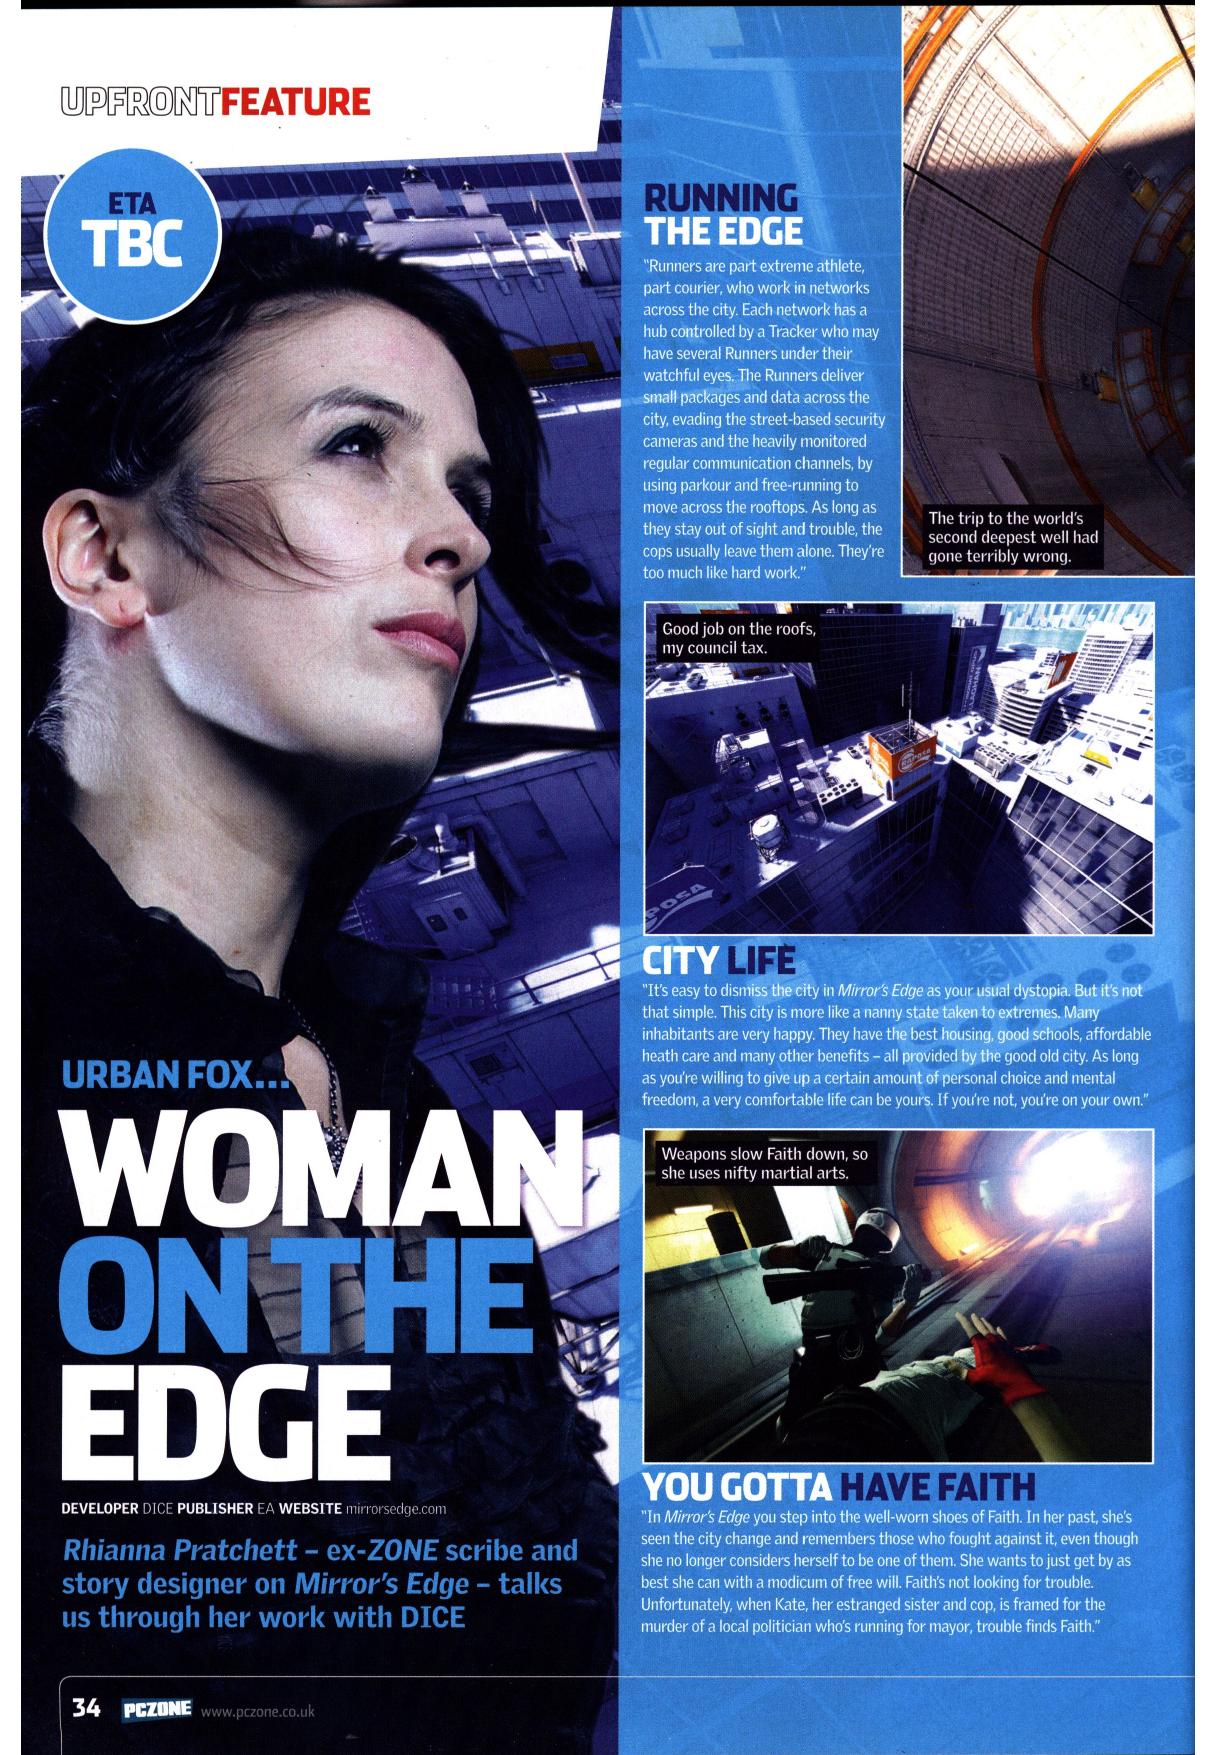 UPFRONTFEATURE
ETA
TBC
URBAN FOX...
WOMAN
ON THE
EDGE
DEVELOPER DICE PUBLISHER EA WEBSITE mirrorsedge.com
Rhianna Pratchett – ex-ZONE scribe and
story designer on Mirror's Edge – talks
us through her work with DICE
RUNNING
THE EDGE
"Runners are part extreme athlete,
part courier, who work in networks
across the city. Each network has a
hub controlled by a Tracker who may
have several Runners under their
watchful eyes. The Runners deliver
small packages and data across the
city, evading the street-based security
cameras and the heavily monitored
regular communication channels, by
using parkour and free-running to
move across the rooftops. As long as
they stay out of sight and trouble, the
cops usually leave them alone. They're
too much like hard work."
The trip to the world's
second deepest well had
gone terribly wrong.
Good job on the roofs,
my council tax.
RAPOSA
POSA
CITY LIFE
"It's easy to dismiss the city in Mirror's Edge as your usual dystopia. But it's not
that simple. This city is more like a nanny state taken to extremes. Many
inhabitants are very happy. They have the best housing, good schools, affordable
heath care and many other benefits – all provided by the good old city. As long
as you're willing to give up a certain amount of personal choice and mental
freedom, a very comfortable life can be yours. If you're not, you're on your own."
Weapons slow Faith down, so
she uses nifty martial arts.
YOU GOTTA HAVE FAITH
"In Mirror's Edge you step into the well-worn shoes of Faith. In her past, she's
seen the city change and remembers those who fought against it, even though
she no longer considers herself to be one of them. She wants to just get by as
best she can with a modicum of free will. Faith's not looking for trouble.
Unfortunately, when Kate, her estranged sister and cop, is framed for the
murder of a local politician who's running for mayor, trouble finds Faith."
34 PCZONE www.pczone.co.uk